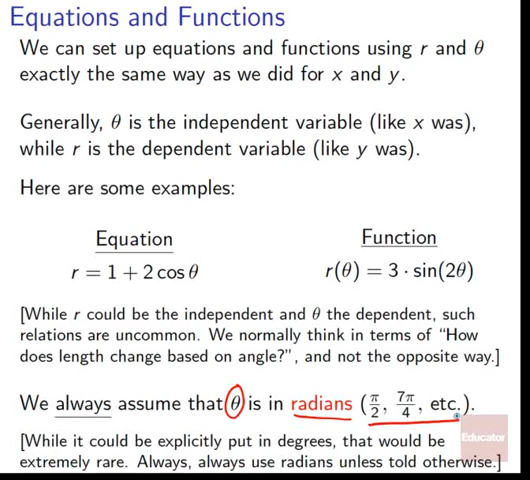 Equations and Functions
We can set up equations and functions using r and θ
exactly the same way as we did for x and y.
Generally, θ is the independent variable (like x was),
while r is the dependent variable (like y was).
Here are some examples:
Equation
Function
r = 1 + 2 cos θ
r(θ) = 3 · sin(2θ)
[While r could be the independent and θ the dependent, such
relations are uncommon. We normally think in terms of “How
does length change based on angle?”, and not the opposite way.]
We always assume that θ is in radians (π/2, 7π/4, etc.).
[While it could be explicitly put in degrees, that would be
extremely rare. Always, always use radians unless told otherwise.]
Educator